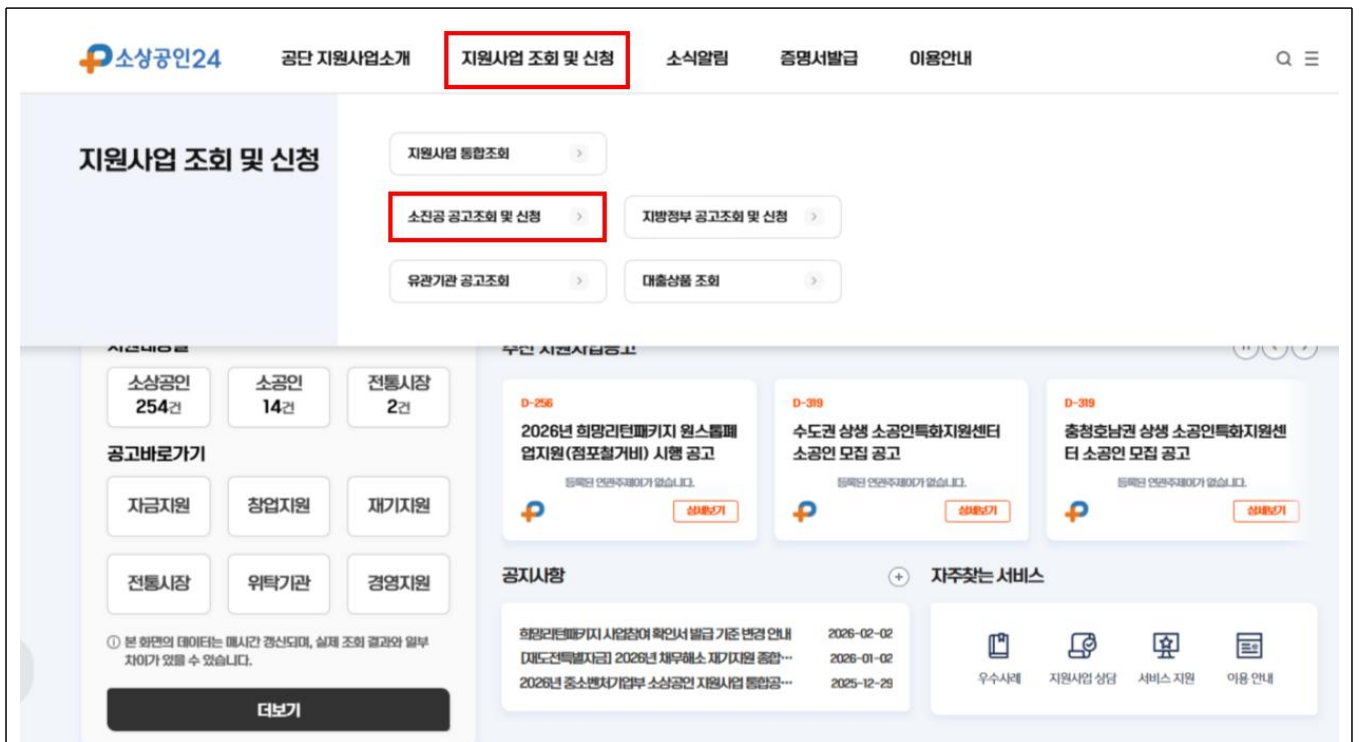 소상공인24
공단 지원사업소개
지원사업 조회 및 신청
소식알림
증명서발급
이용안내
지원사업 조회 및 신청
지원사업 통합조회
소진공 공고조회 및 신청
지방정부 공고조회 및 신청
유관기관 공고조회
대출상품 조회
소상공인
254건
소공인
14건
전통시장
2건
공고바로가기
자금지원
창업지원
재기지원
전통시장
위탁기관
경영지원
ⓘ 본 화면의 데이터는 매시간 갱신되며, 실제 조회 결과와 일부
차이가 있을 수 있습니다.
더보기
D-256
2026년 희망리턴패키지 원스톱폐
업지원(점포철거비) 시행 공고
등록된 연관주제어가 없습니다.
상세보기
D-319
수도권 상생 소공인특화지원센터
소공인 모집 공고
등록된 연관주제어가 없습니다.
상세보기
D-319
충청호남권 상생 소공인특화지원센
터 소공인 모집 공고
등록된 연관주제어가 없습니다.
상세보기
공지사항
희망리턴패키지 사업참여 확인서 발급 기준 변경 안내 2026-02-02
[재도전특별자금] 2026년 채무해소 재기지원 종합… 2026-01-02
2026년 중소벤처기업부 소상공인 지원사업 통합공… 2025-12-29
자주찾는 서비스
우수사례
지원사업 상담
서비스 지원
이용 안내